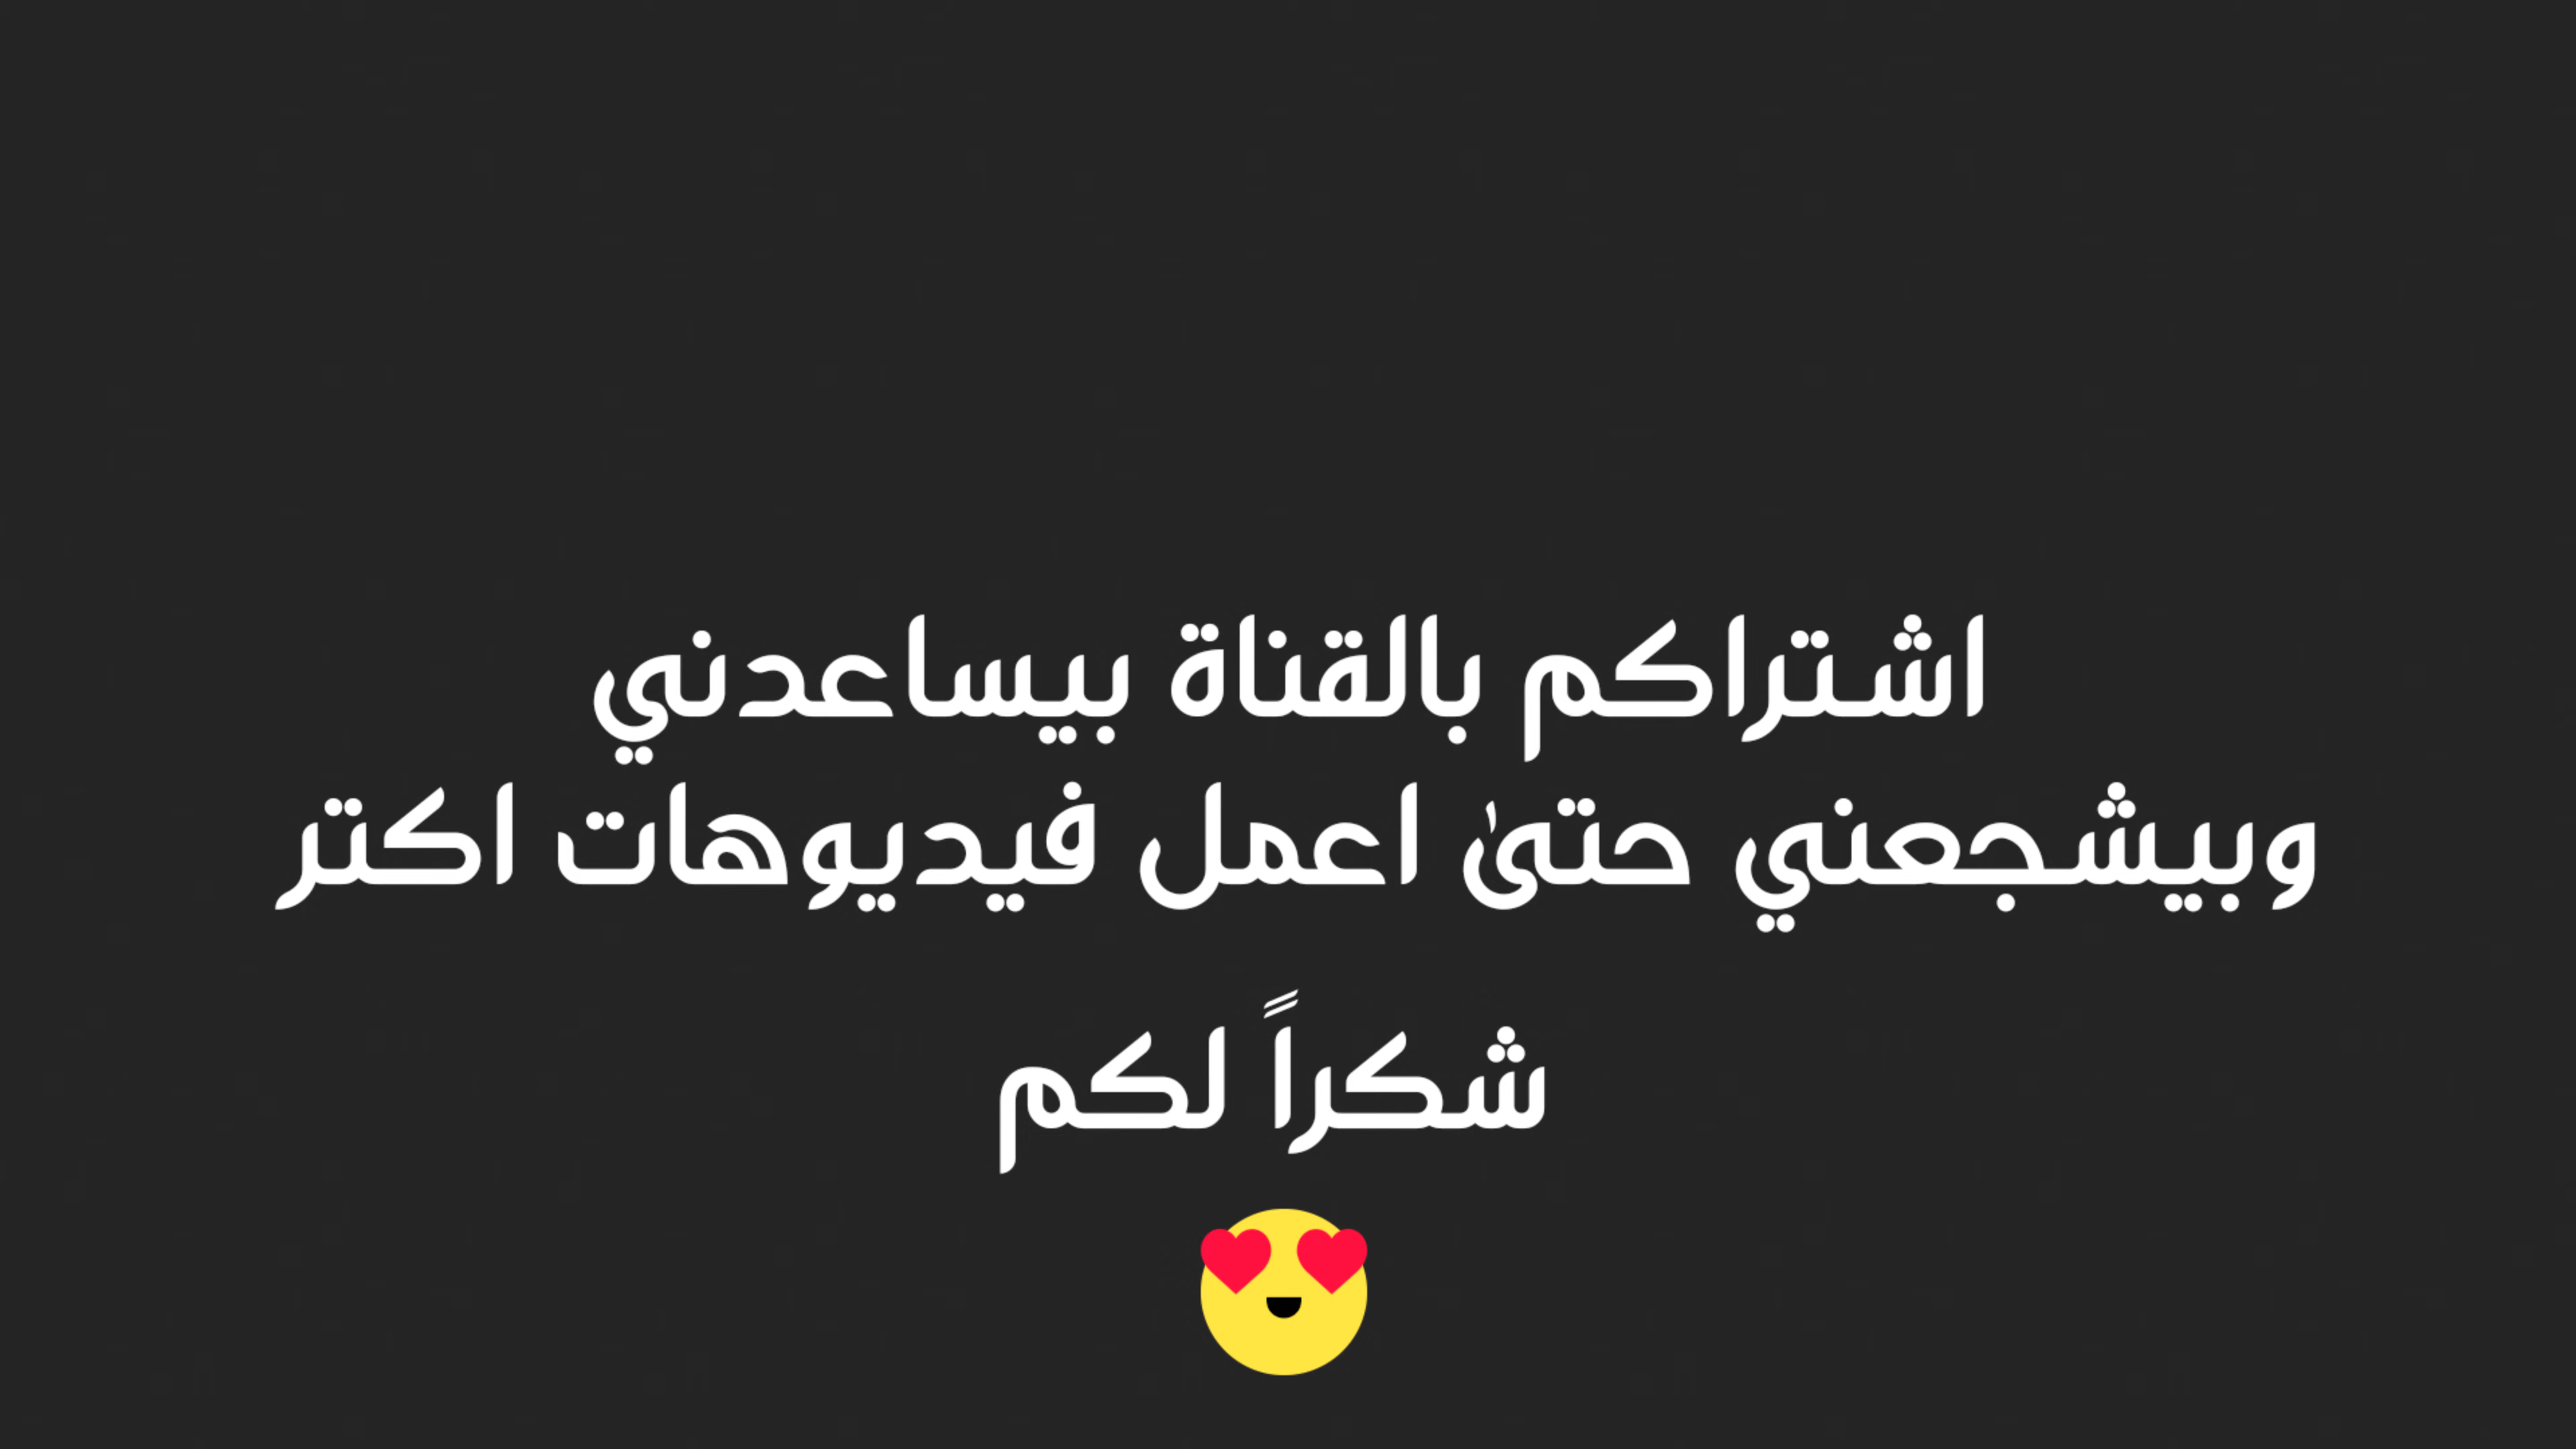 اشتراكم بالقناة بيساعدني
وبيشجعني حتىٰ اعمل فيديوهات اكتر
شكراً لكم